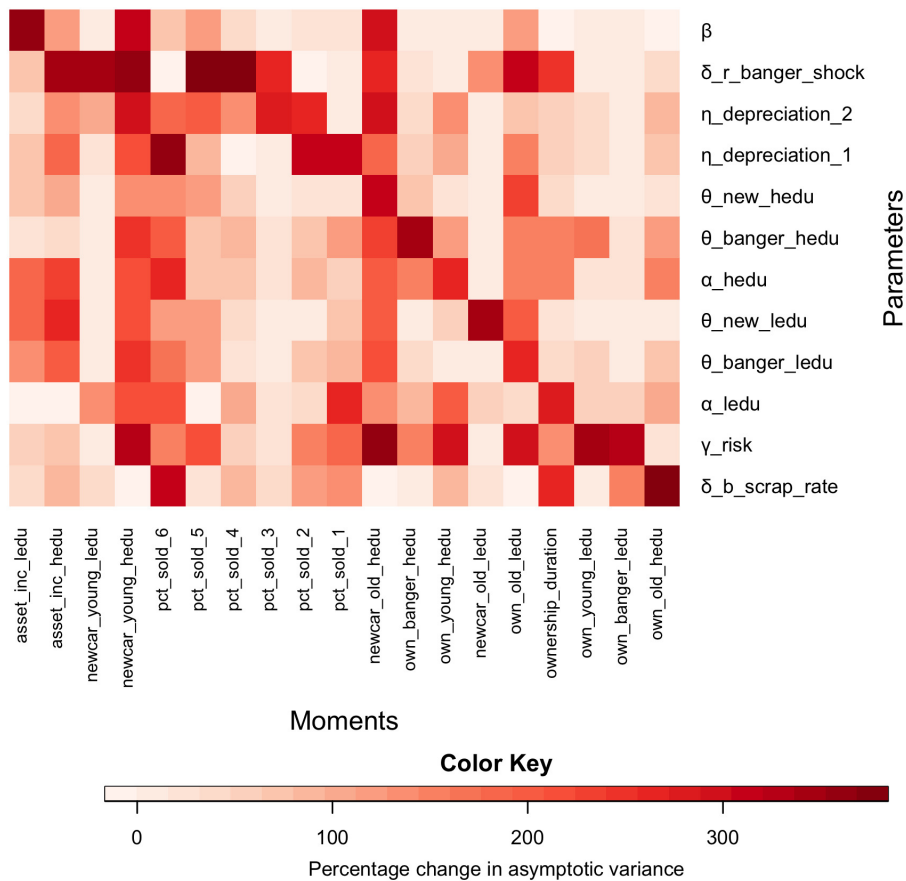 β
δ_r_banger_shock
η_depreciation_2
η_depreciation_1
θ_new_hedu
θ_banger_hedu
α_hedu
θ_new_ledu
θ_banger_ledu
α_ledu
γ_risk
δ_b_scrap_rate
Parameters
asset_inc_ledu
asset_inc_hedu
newcar_young_ledu
newcar_young_hedu
pct_sold_6
pct_sold_5
pct_sold_4
pct_sold_3
pct_sold_2
pct_sold_1
newcar_old_hedu
own_banger_hedu
own_young_hedu
newcar_old_ledu
own_old_ledu
ownership_duration
own_young_ledu
own_banger_ledu
own_old_hedu
Moments
Color Key
0 100 200 300
Percentage change in asymptotic variance